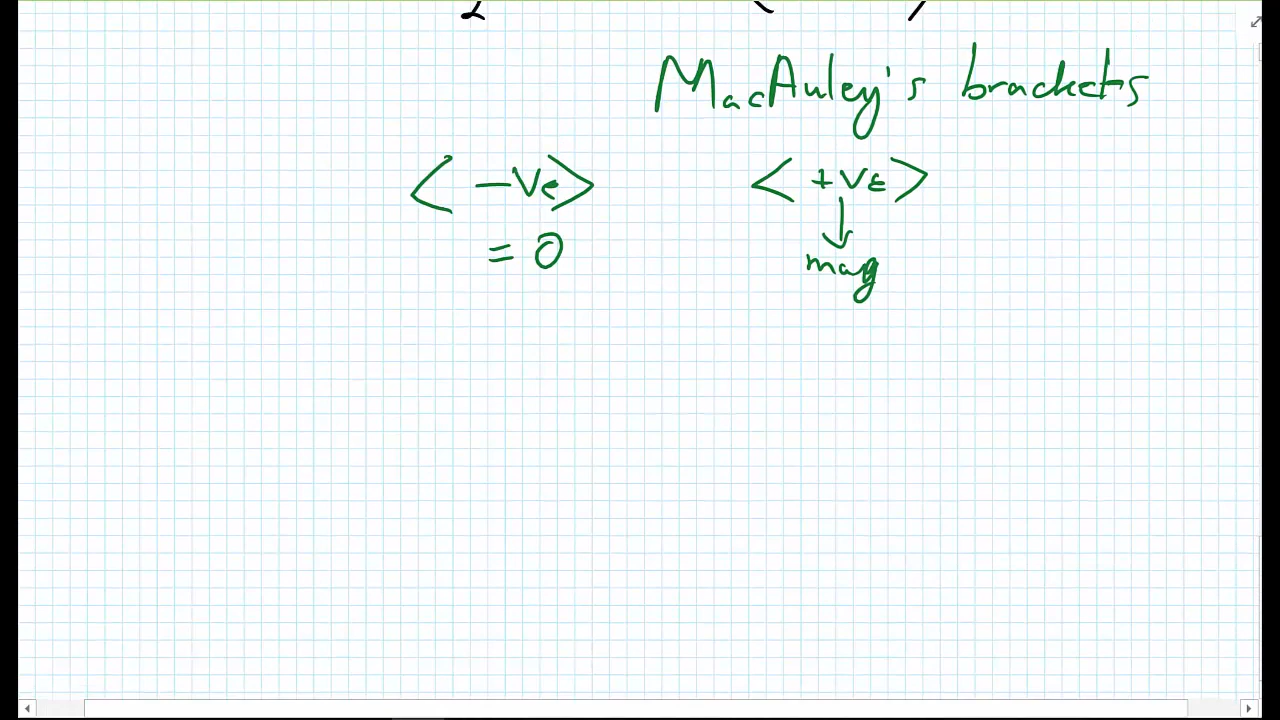 MacAuley's brackets
< -ve> < +ve >
= 0 mag